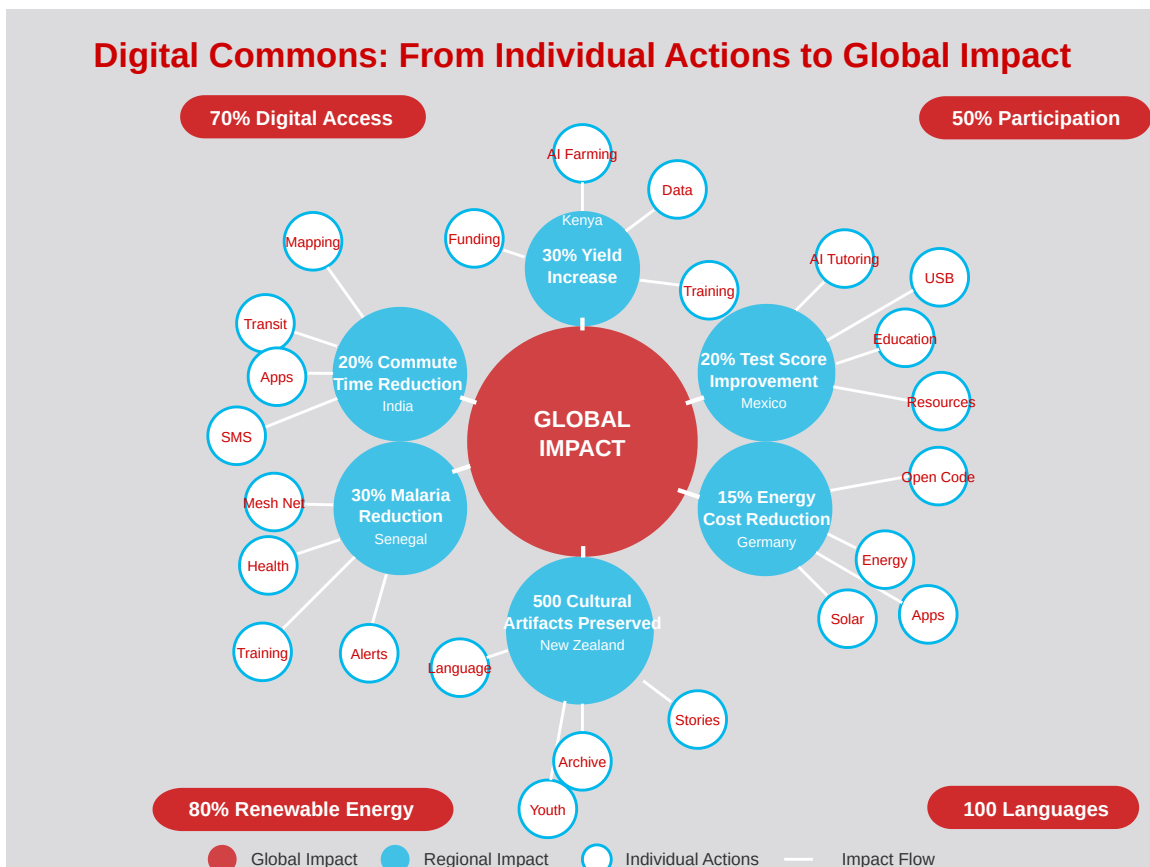 Digital Commons: From Individual Actions to Global Impact
70% Digital Access
50% Participation
AI Farming
Data
Funding
Training
Kenya
30% Yield
Increase
Mapping
Transit
Apps
SMS
20% Commute
Time Reduction
India
AI Tutoring
USB
Education
Resources
20% Test Score
Improvement
Mexico
GLOBAL
IMPACT
Mesh Net
Health
Training
Alerts
30% Malaria
Reduction
Senegal
Open Code
Energy
Apps
Solar
15% Energy
Cost Reduction
Germany
500 Cultural
Artifacts Preserved
New Zealand
Language
Stories
Archive
Youth
80% Renewable Energy
100 Languages
Global Impact
Regional Impact
Individual Actions
Impact Flow